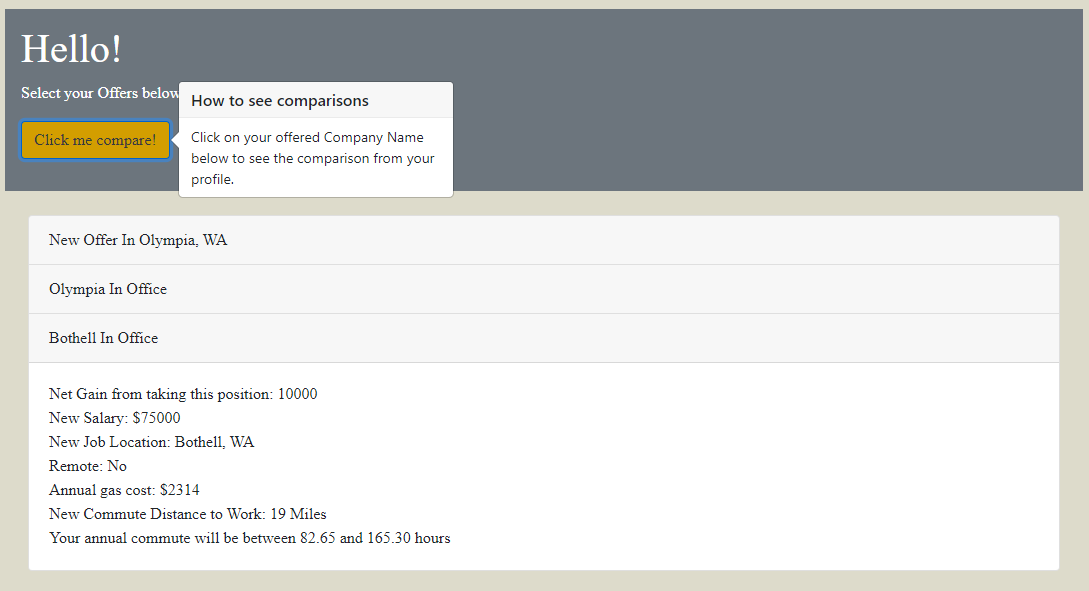 Hello!
Select your Offers below
Click me compare!
How to see comparisons
Click on your offered Company Name
below to see the comparison from your
profile.
New Offer In Olympia, WA
Olympia In Office
Bothell In Office
Net Gain from taking this position: 10000
New Salary: $75000
New Job Location: Bothell, WA
Remote: No
Annual gas cost: $2314
New Commute Distance to Work: 19 Miles
Your annual commute will be between 82.65 and 165.30 hours